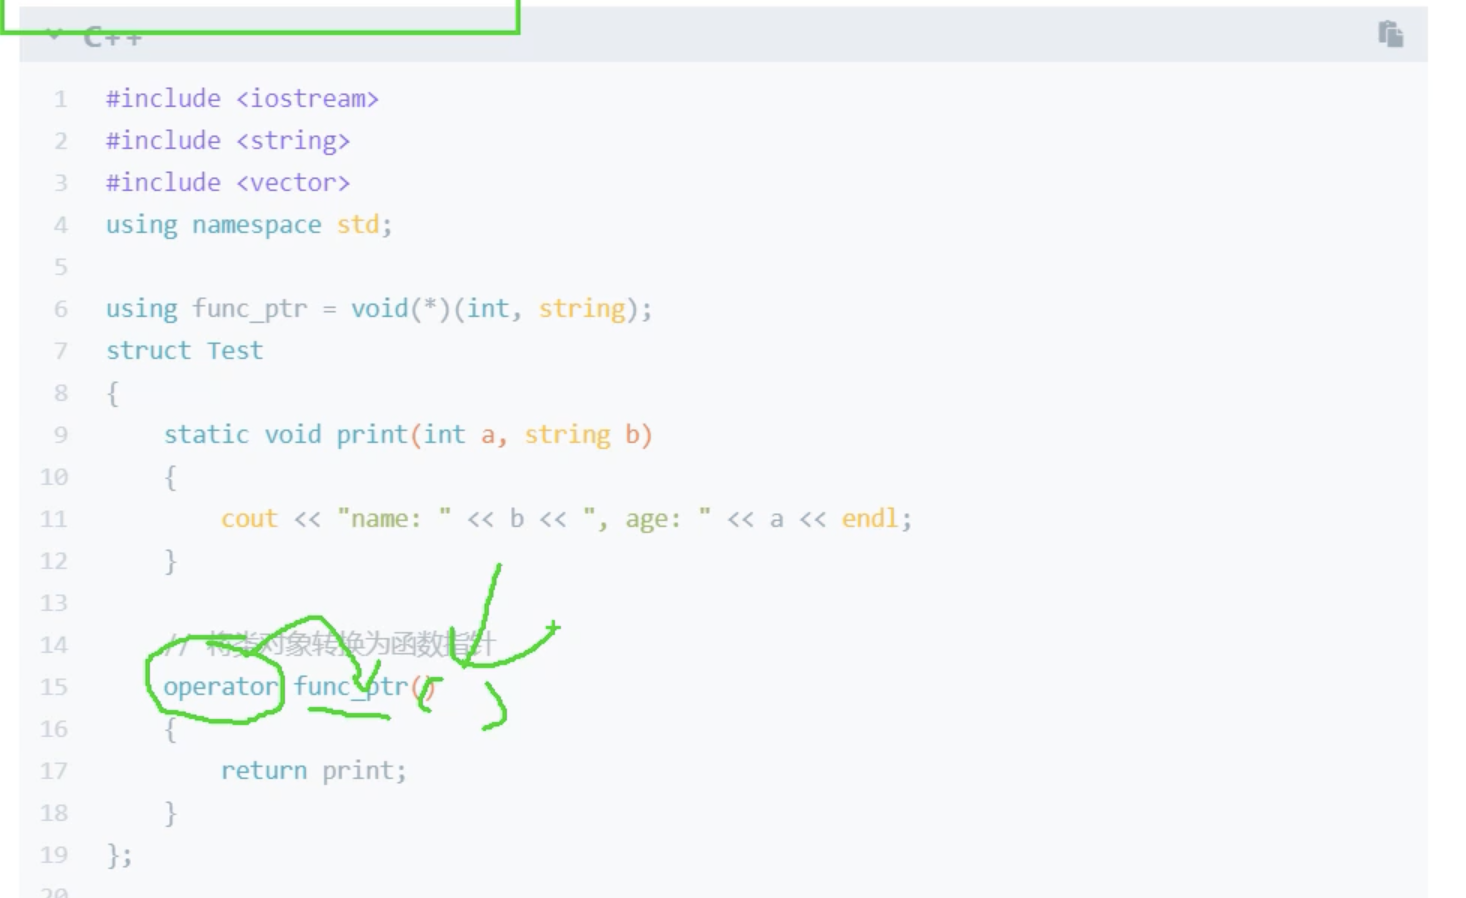 C++
1 #include <iostream>
2 #include <string>
3 #include <vector>
4 using namespace std;
5
6 using func_ptr = void(*)(int, string);
7 struct Test
8 {
9 static void print(int a, string b)
10 {
11 cout << "name: " << b << ", age: " << a << endl;
12 }
13
14 // 将类对象转换为函数指针
15 operator func_ptr()
16 {
17 return print;
18 }
19 };
20